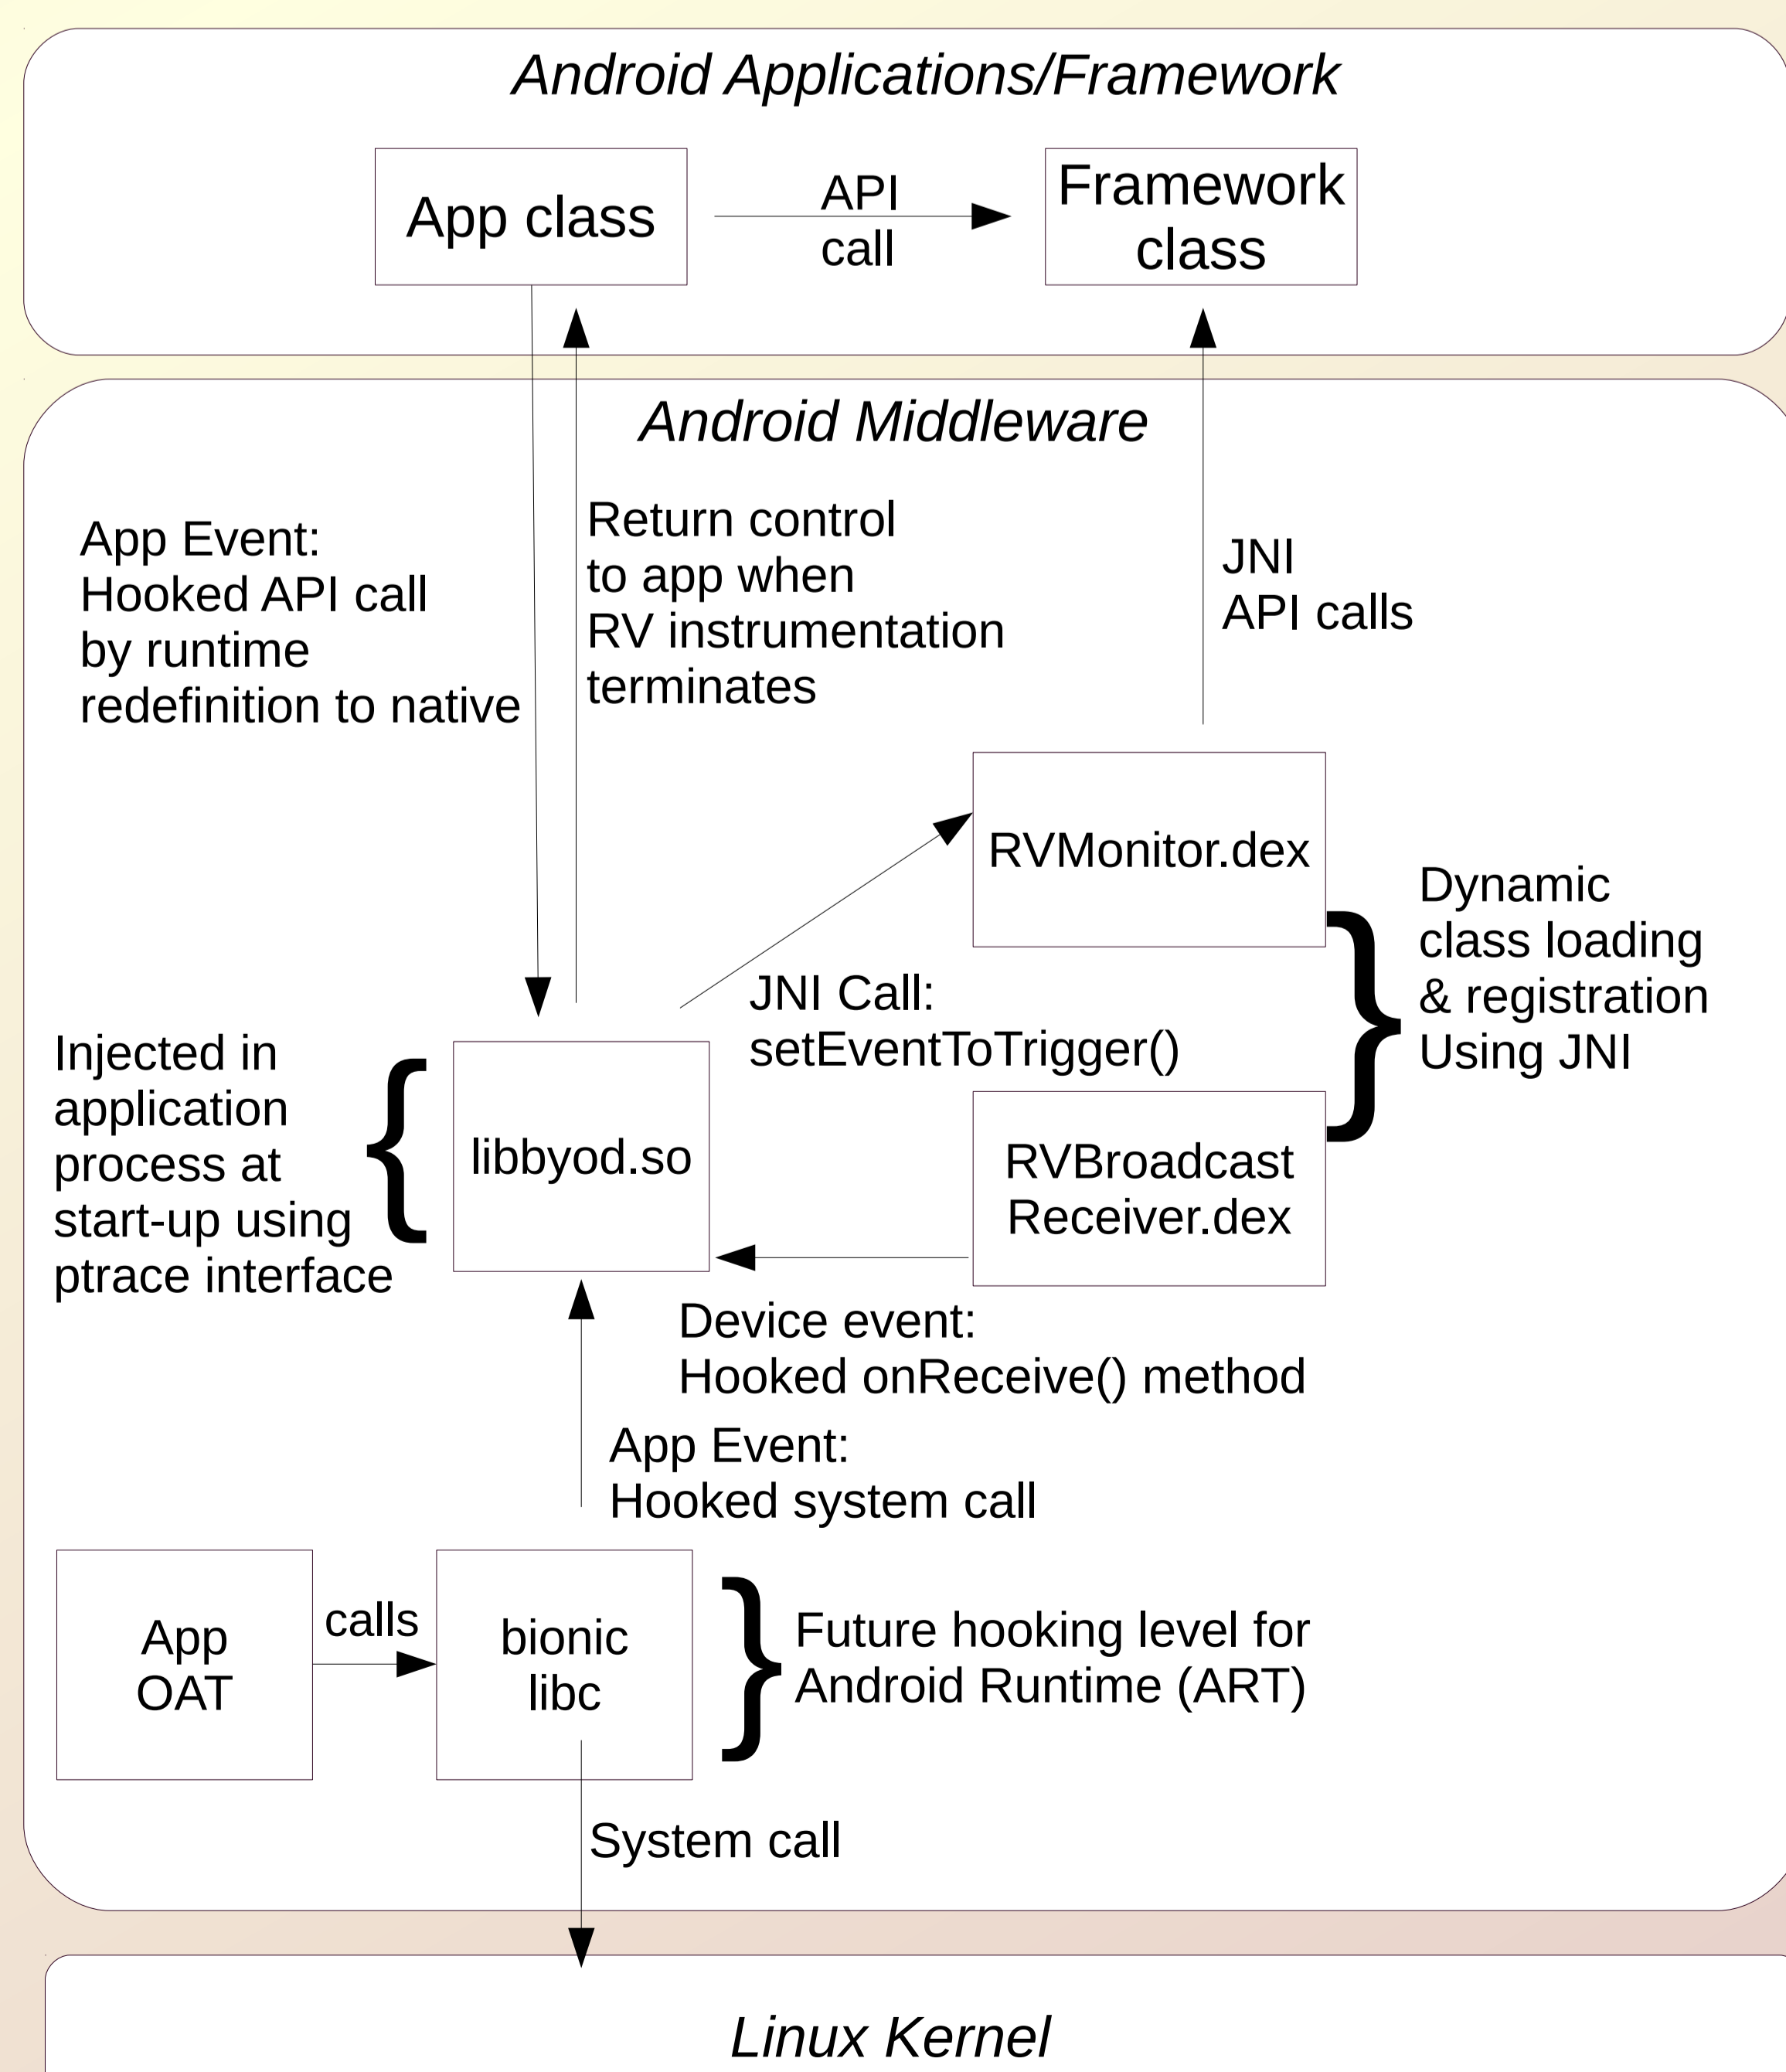 Android Applications/Framework
App class
API
call
Framework
class
Android Middleware
App Event:
Hooked API call
by runtime
redefinition to native
Return control
to app when
RV instrumentation
terminates
JNI
API calls
RVMonitor.dex
Dynamic
class loading
& registration
Using JNI
JNI Call:
setEventToTrigger()
Injected in
application
process at
start-up using
ptrace interface
{
libbyod.so
RVBroadcast
Receiver.dex
}
Device event:
Hooked onReceive() method
App Event:
Hooked system call
App
OAT
calls
bionic
libc
}
Future hooking level for
Android Runtime (ART)
System call
Linux Kernel